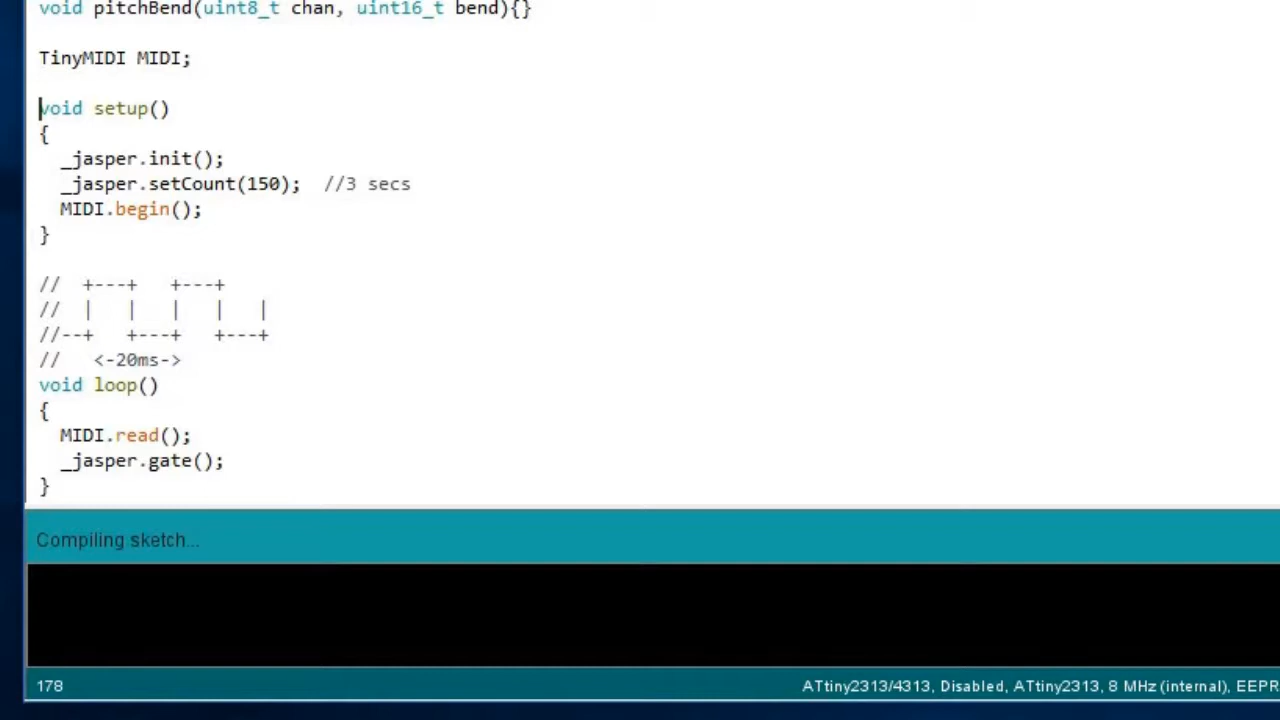 void pitchBend(uint8_t chan, uint16_t bend){}
TinyMIDI MIDI;
void setup()
{
  _jasper.init();
  _jasper.setCount(150);  //3 secs
  MIDI.begin();
}
//  +---+   +---+
//  |   |   |   |   |
//--+   +---+   +---+
//   <-20ms->
void loop()
{
  MIDI.read();
  _jasper.gate();
}
Compiling sketch...
178
ATtiny2313/4313, Disabled, ATtiny2313, 8 MHz (internal), EEPR